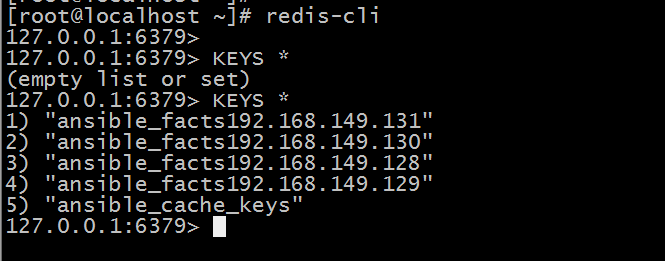 [root@localhost ~]# redis-cli
127.0.0.1:6379>
127.0.0.1:6379> KEYS *
(empty list or set)
127.0.0.1:6379> KEYS *
1) "ansible_facts192.168.149.131"
2) "ansible_facts192.168.149.130"
3) "ansible_facts192.168.149.128"
4) "ansible_facts192.168.149.129"
5) "ansible_cache_keys"
127.0.0.1:6379>